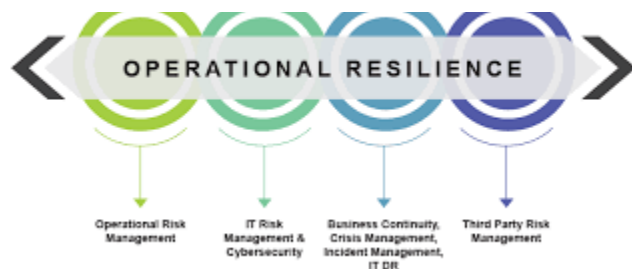 OPERATIONAL RESILIENCE
Operational Risk
Management
IT Risk
Management &
Cybersecurity
Business Continuity,
Crisis Management,
Incident Management,
IT DR
Third Party Risk
Management